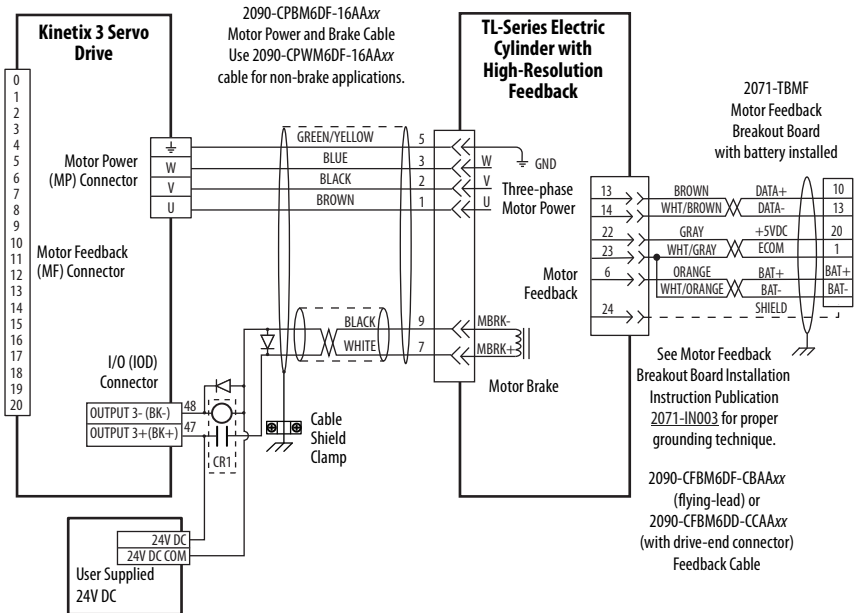 2090-CPBM6DF-16AAxx
Motor Power and Brake Cable
Use 2090-CPWM6DF-16AAxx
cable for non-brake applications.
Kinetix 3 Servo
Drive
TL-Series Electric
Cylinder with
High-Resolution
Feedback
2071-TBMF
Motor Feedback
Breakout Board
with battery installed
0
1
2
3
4
5
6
7
8
9
10
11
12
13
14
15
16
17
18
19
20
Motor Power
(MP) Connector
W
V
U
Motor Feedback
(MF) Connector
GREEN/YELLOW 5
BLUE 3
BLACK 2
BROWN 1
GND
W
V
U
Three-phase
Motor Power
Motor
Feedback
13 BROWN DATA+ 10
14 WHT/BROWN DATA- 13
22 GRAY +5VDC 20
23 WHT/GRAY ECOM 1
6 ORANGE BAT+ BAT+
WHT/ORANGE BAT- BAT-
24 SHIELD
BLACK 9 MBRK-
WHITE 7 MBRK+
Motor Brake
I/O (IOD)
Connector
OUTPUT 3- (BK-) 48
OUTPUT 3+(BK+) 47
CR1
Cable
Shield
Clamp
24V DC
24V DC COM
User Supplied
24V DC
See Motor Feedback
Breakout Board Installation
Instruction Publication
2071-IN003 for proper
grounding technique.
2090-CFBM6DF-CBAAxx
(flying-lead) or
2090-CFBM6DD-CCAAxx
(with drive-end connector)
Feedback Cable